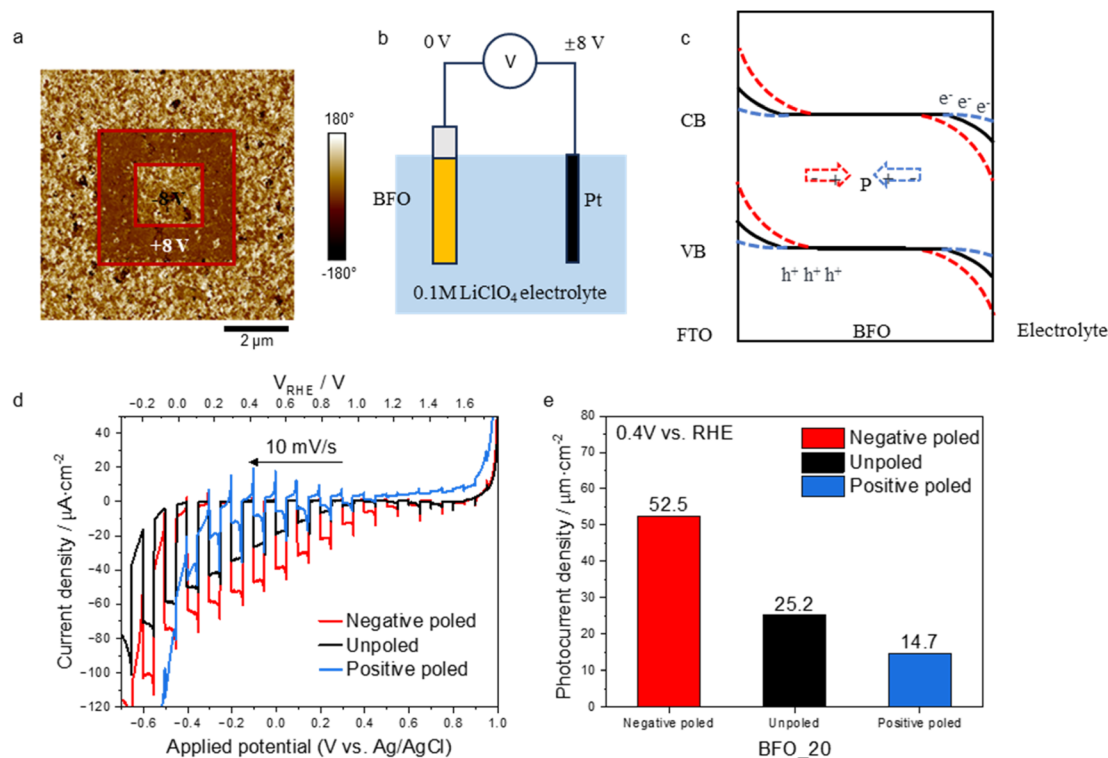 a
180°
-8 V
+8 V
-180°
2 µm
b
0 V
±8 V
V
BFO
Pt
0.1M LiClO₄ electrolyte
c
CB
e⁻ e⁻ e⁻
- + P + -
VB
h⁺ h⁺ h⁺
FTO
BFO
Electrolyte
d
V_RHE / V
−0.2 0.0 0.2 0.4 0.6 0.8 1.0 1.2 1.4 1.6
10 mV/s
Current density / µA·cm⁻²
40
20
0
−20
−40
−60
−80
−100
−120
Negative poled
Unpoled
Positive poled
−0.6 −0.4 −0.2 0.0 0.2 0.4 0.6 0.8 1.0
Applied potential (V vs. Ag/AgCl)
e
0.4V vs. RHE
Negative poled
Unpoled
Positive poled
Photocurrent density / µm·cm⁻²
80
70
60
50
40
30
20
10
0
52.5
25.2
14.7
Negative poled Unpoled Positive poled
BFO_20